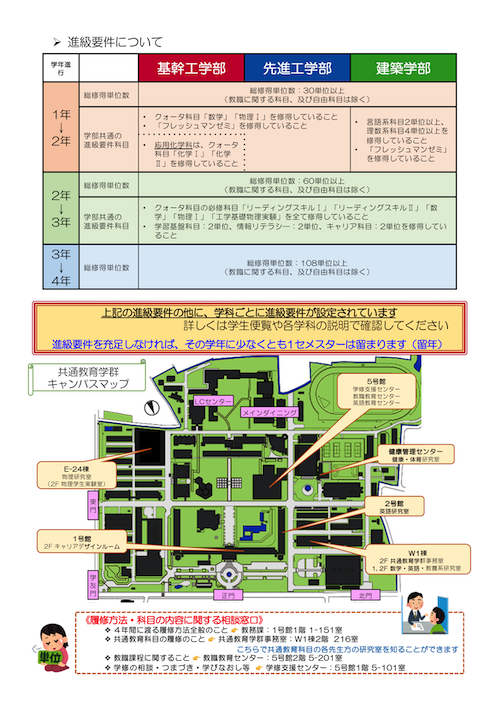 ➢ 進級要件について
学年進
行
基幹工学部
先進工学部
建築学部
1年
↓
2年
総修得単位数
総修得単位数：30単位以上
（教職に関する科目、及び自由科目は除く）
学部共通の
進級要件科目
• クォータ科目「数学」「物理Ⅰ」を修得していること
• 「フレッシュマンゼミ」を修得していること
• 応用化学科は、クォータ
科目「化学Ⅰ」「化学
Ⅱ」を修得していること
• 言語系科目2単位以上、
理数系科目4単位以上を
修得していること
• 「フレッシュマンゼミ」
を修得していること
2年
↓
3年
総修得単位数
総修得単位数：60単位以上
（教職に関する科目、及び自由科目は除く）
学部共通の
進級要件科目
• クォータ科目の必修科目「リーディングスキルⅠ」「リーディングスキルⅡ」「数
学」「物理Ⅰ」「工学基礎物理実験」を全て修得していること
• 学習基盤科目：2単位、情報リテラシー：2単位、キャリア科目：2単位を修得してい
ること
3年
↓
4年
総修得単位数
総修得単位数：108単位以上
（教職に関する科目、及び自由科目は除く）
上記の進級要件の他に、学科ごとに進級要件が設定されています
詳しくは学生便覧や各学科の説明で確認してください
進級要件を充足しなければ、その学年に少なくとも1セメスターは留まります（留年）
共通教育学群
キャンパスマップ
LCセンター
メインダイニング
5号館
学修支援センター
教職教育センター
英語教育センター
健康管理センター
健康・体育研究室
E-24棟
物理研究室
（2F 物理学生実験室）
東門
2号館
英語研究室
1号館
2F キャリアデザインルーム
W1棟
2F 共通教育学群事務室
1, 2F 数学・英語・教養系研究室
学友門
正門
北門
《履修方法・科目の内容に関する相談窓口》
❖ 4年間に渡る履修方法全般のこと 👉 教務課：1号館1階 1-151室
❖ 共通教育科目の履修のこと 👉 共通教育学群事務室：W1棟2階 216室
こちらで共通教育科目の各先生方の研究室を知ることができます
❖ 教職課程に関すること 👉 教職教育センター：5号館2階 5-201室
❖ 学修の相談・つまづき・学びなおし等 👉 学修支援センター：5号館1階 5-101室
単位